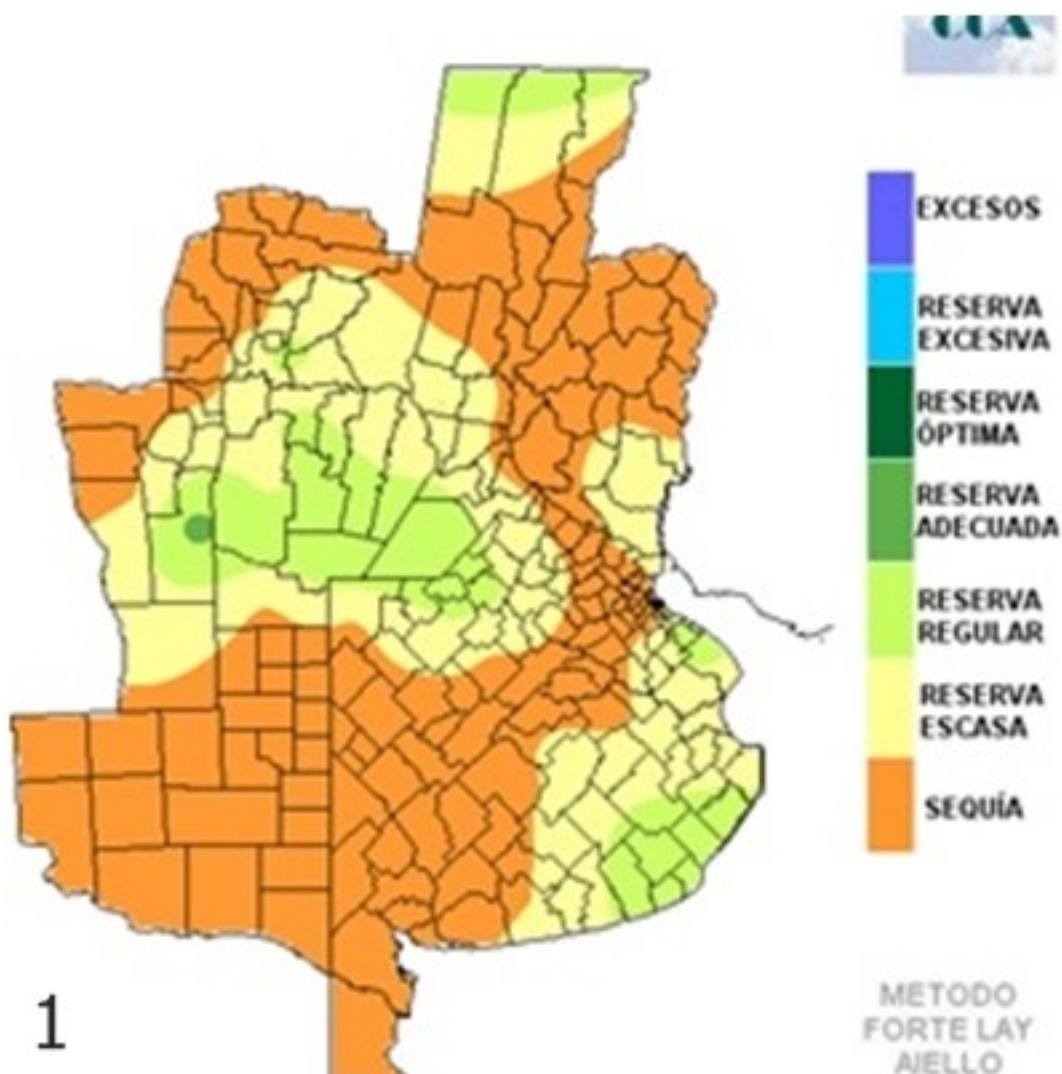 EXCESOS
RESERVA
EXCESIVA
RESERVA
ÓPTIMA
RESERVA
ADECUADA
RESERVA
REGULAR
RESERVA
ESCASA
SEQUÍA
1
METODO
FORTE LAY
AIELLO